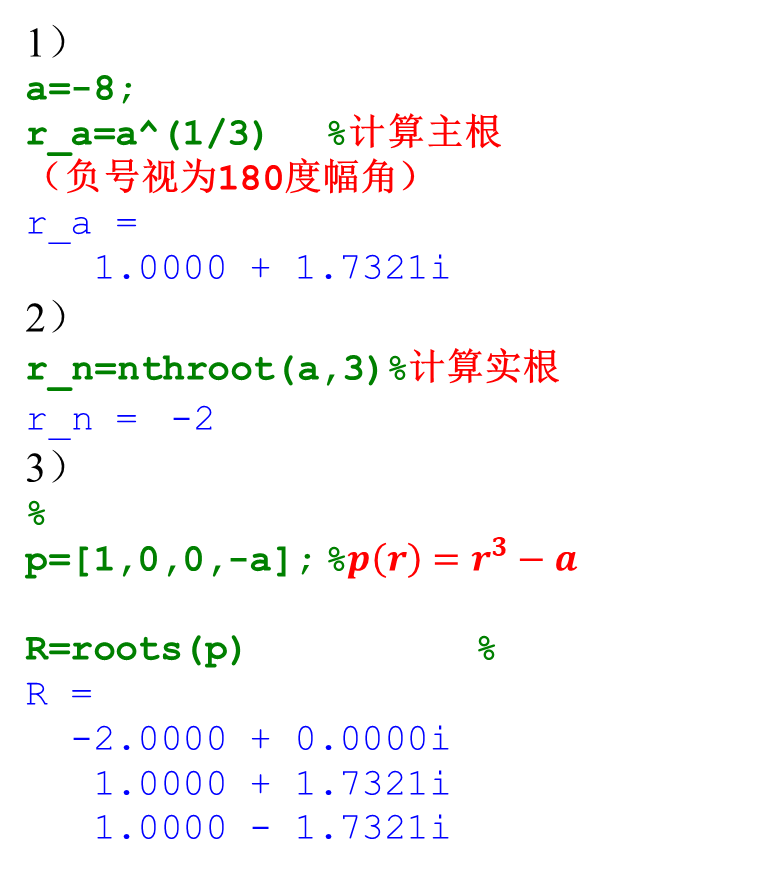 1）
a=-8;
r_a=a^(1/3) %计算主根
（负号视为180度幅角）
r_a =
1.0000 + 1.7321i
2）
r_n=nthroot(a,3)%计算实根
r_n = -2
3）
%
p=[1,0,0,-a]; %p(r) = r³ − a
R=roots(p) %
R =
-2.0000 + 0.0000i
1.0000 + 1.7321i
1.0000 - 1.7321i